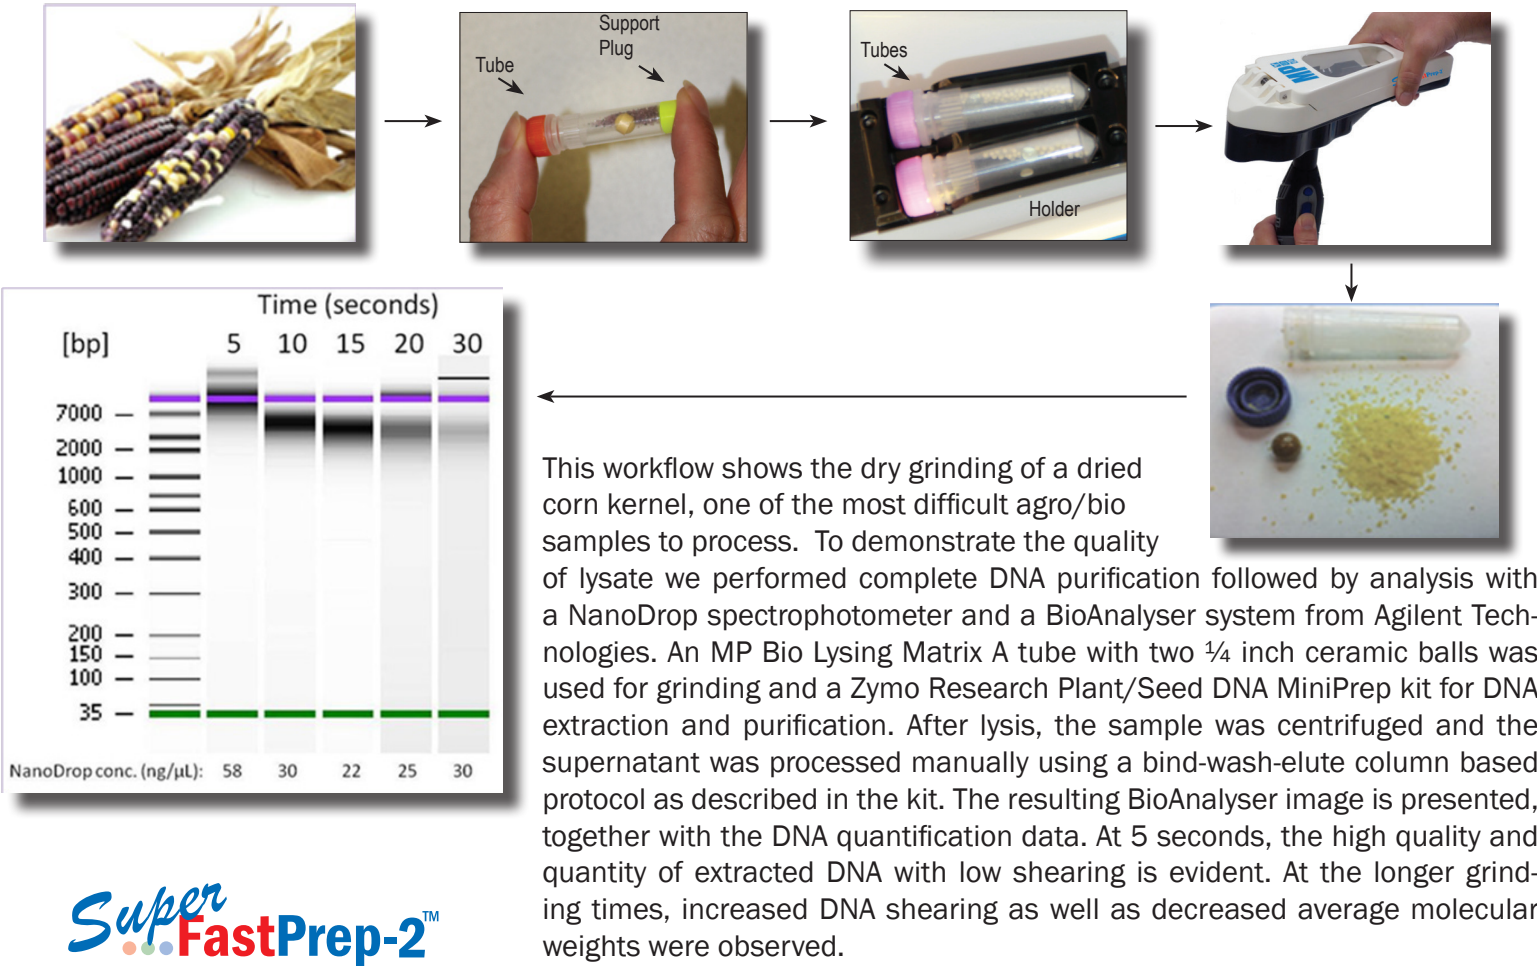 Tube
Support
Plug
Tubes
Holder
MP
Prep-2
Time (seconds)
[bp] 5 10 15 20 30
7000
2000
1000
600
500
400
300
200
150
100
35
NanoDrop conc. (ng/µL): 58 30 22 25 30
This workflow shows the dry grinding of a dried
corn kernel, one of the most difficult agro/bio
samples to process. To demonstrate the quality
of lysate we performed complete DNA purification followed by analysis with
a NanoDrop spectrophotometer and a BioAnalyser system from Agilent Tech-
nologies. An MP Bio Lysing Matrix A tube with two ¼ inch ceramic balls was
used for grinding and a Zymo Research Plant/Seed DNA MiniPrep kit for DNA
extraction and purification. After lysis, the sample was centrifuged and the
supernatant was processed manually using a bind-wash-elute column based
protocol as described in the kit. The resulting BioAnalyser image is presented,
together with the DNA quantification data. At 5 seconds, the high quality and
quantity of extracted DNA with low shearing is evident. At the longer grind-
ing times, increased DNA shearing as well as decreased average molecular
weights were observed.
Super
FastPrep-2™